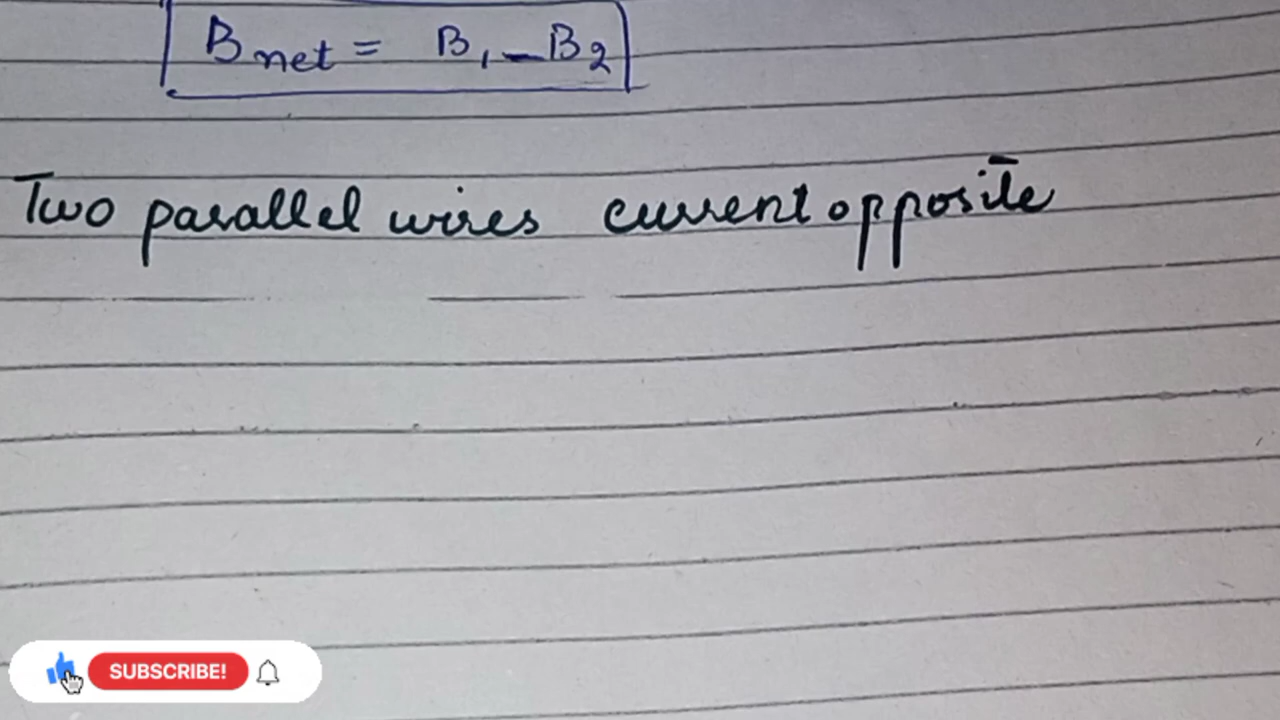 Bnet = B1 - B2
Two parallel wires current opposite
SUBSCRIBE!